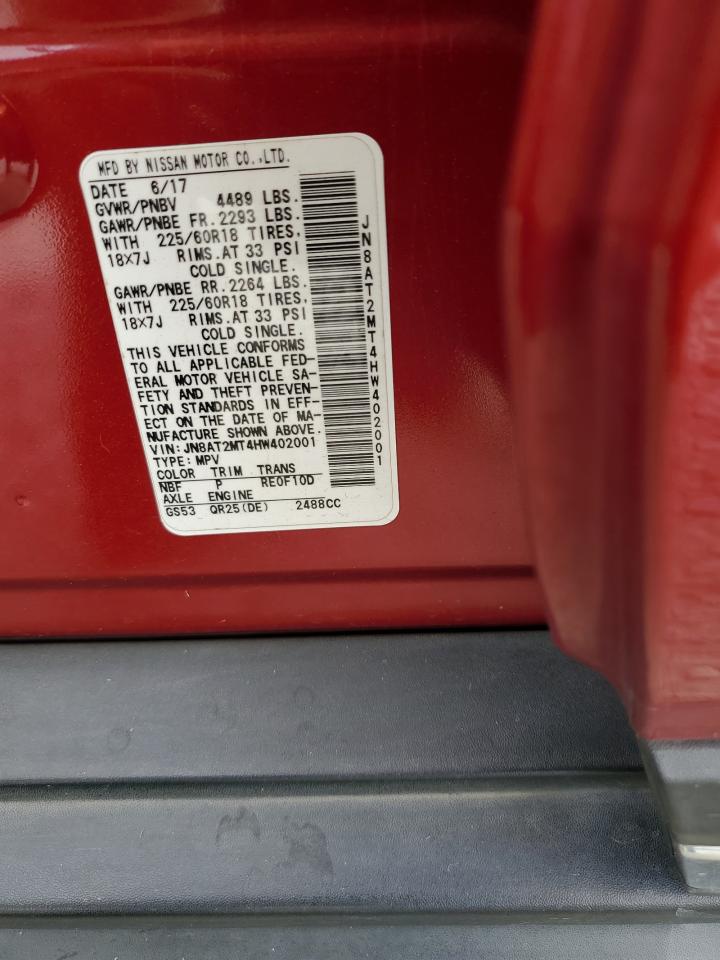 MFD BY NISSAN MOTOR CO.,LTD.
DATE 6/17
GVWR/PNBV 4489 LBS.
GAWR/PNBE FR.2293 LBS.
WITH 225/60R18 TIRES,
18X7J RIMS.AT 33 PSI
COLD SINGLE.
GAWR/PNBE RR.2264 LBS.
WITH 225/60R18 TIRES,
18X7J RIMS.AT 33 PSI
COLD SINGLE.
THIS VEHICLE CONFORMS
TO ALL APPLICABLE FED-
ERAL MOTOR VEHICLE SA-
FETY AND THEFT PREVEN-
TION STANDARDS IN EFF-
ECT ON THE DATE OF MA-
NUFACTURE SHOWN ABOVE.
VIN:JN8AT2MT4HW402001
TYPE:MPV
COLOR TRIM TRANS
NBF P RE0F10D
AXLE ENGINE
GS53 QR25(DE) 2488CC
JN8AT2MT4HW402001